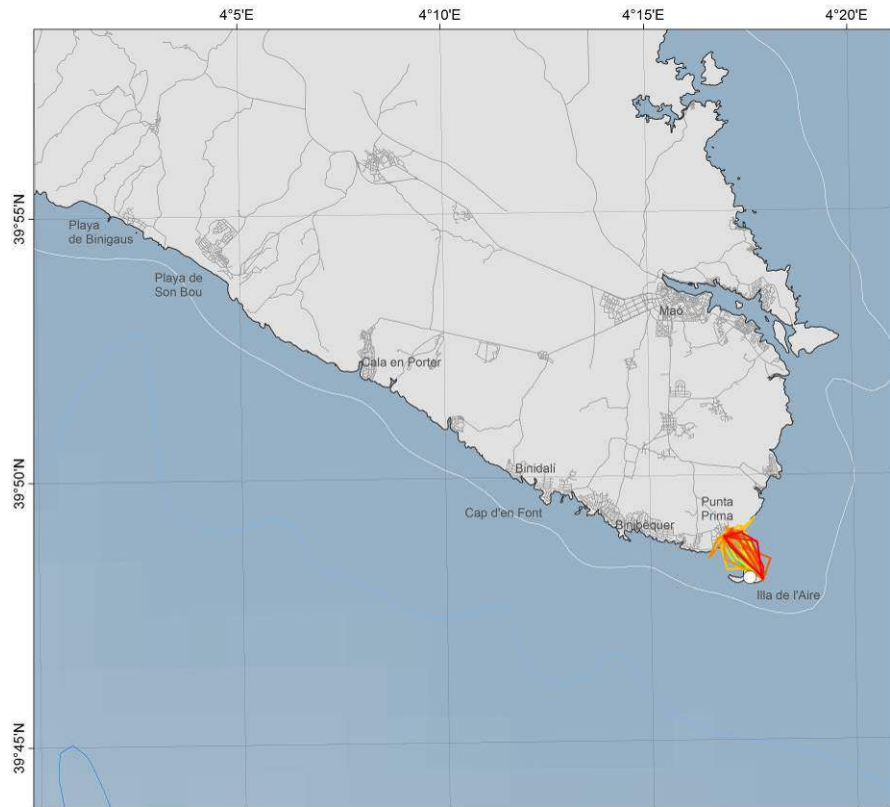 4°5'E
4°10'E
4°15'E
4°20'E
39°55'N
Playa
de Binigaus
Playa de
Son Bou
Maó
Cala en Porter
39°50'N
Binidalí
Cap d'en Font
Binibèquer
Punta
Prima
Illa de l'Aire
39°45'N